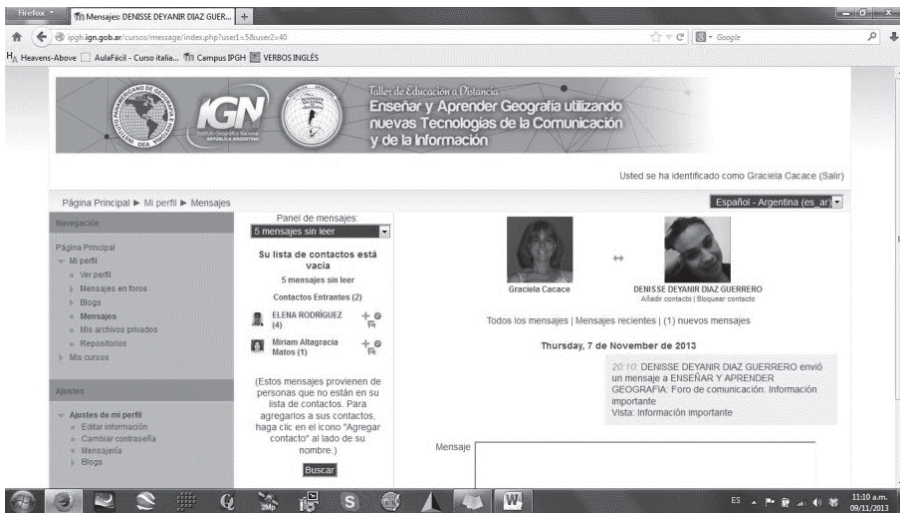 Firefox
Mensajes: DENISSE DEYANIR DIAZ GUER...
ipgh.ign.gob.ar/cursos/message/index.php?user1=58&user2=40
Google
Heavens-Above
AulaFácil - Curso italia...
Campus IPGH
VERBOS INGLÉS
IGN
Instituto Geográfico Nacional
REPÚBLICA ARGENTINA
Taller de Educación a Distancia
Enseñar y Aprender Geografía utilizando
nuevas Tecnologías de la Comunicación
y de la Información
Usted se ha identificado como Graciela Cacace (Salir)
Página Principal ► Mi perfil ► Mensajes
Español - Argentina (es_ar)
Navegación
Página Principal
Mi perfil
Ver perfil
Mensajes en foros
Blogs
Mensajes
Mis archivos privados
Repositorios
Mis cursos
Ajustes
Ajustes de mi perfil
Editar información
Cambiar contraseña
Mensajería
Blogs
Panel de mensajes:
5 mensajes sin leer
Su lista de contactos está
vacía
5 mensajes sin leer
Contactos Entrantes (2)
ELENA RODRÍGUEZ
(4)
Miriam Altagracia
Matos (1)
(Estos mensajes provienen de
personas que no están en su
lista de contactos. Para
agregarlos a sus contactos,
haga clic en el icono "Agregar
contacto" al lado de su
nombre.)
Buscar
Graciela Cacace
DENISSE DEYANIR DIAZ GUERRERO
Añadir contacto | Bloquear contacto
Todos los mensajes | Mensajes recientes | (1) nuevos mensajes
Thursday, 7 de November de 2013
20:10: DENISSE DEYANIR DIAZ GUERRERO envió
un mensaje a ENSEÑAR Y APRENDER
GEOGRAFIA: Foro de comunicación: Información
importante
Vista: Información importante
Mensaje
ES
11:10 a.m.
09/11/2013